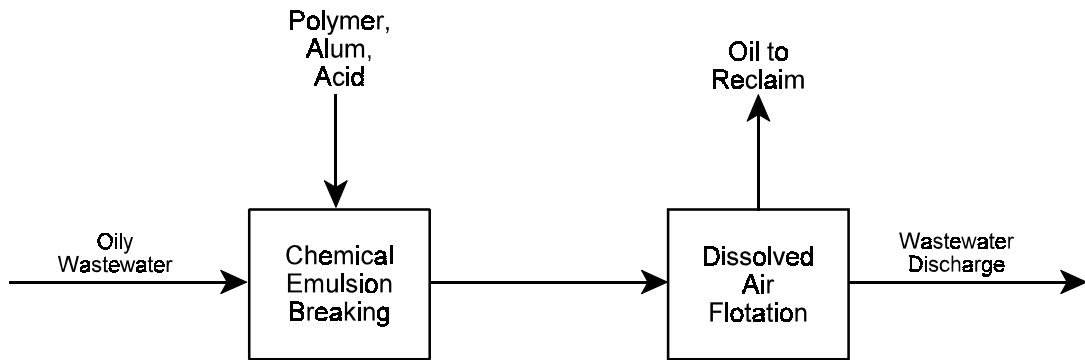 Polymer,
Alum,
Acid
Oil to
Reclaim
Oily
Wastewater
Chemical
Emulsion
Breaking
Dissolved
Air
Flotation
Wastewater
Discharge